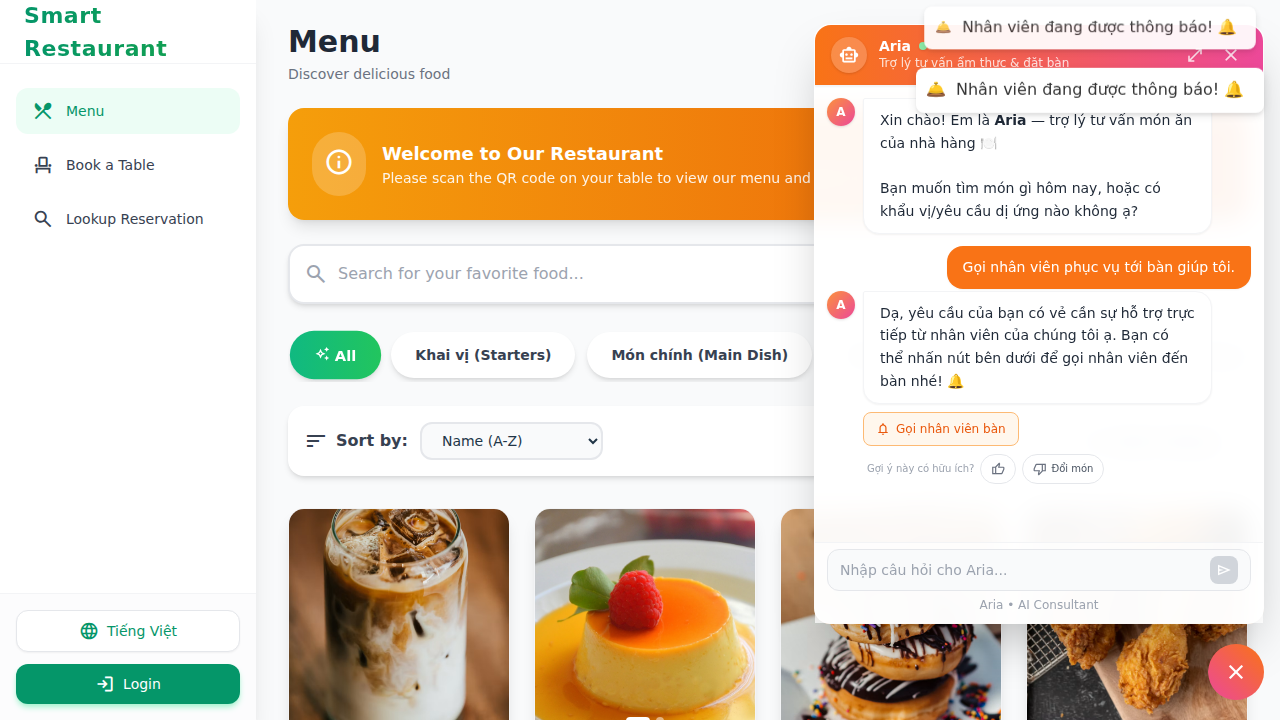 Smart
Restaurant
Menu
Book a Table
Lookup Reservation
Tiếng Việt
Login
Menu
Discover delicious food
Welcome to Our Restaurant
Please scan the QR code on your table to view our menu and
Search for your favorite food...
All
Khai vị (Starters)
Món chính (Main Dish)
Sort by:
Name (A-Z)
Nhân viên đang được thông báo! 🔔
Aria
Trợ lý tư vấn ẩm thực & đặt bàn
Nhân viên đang được thông báo! 🔔
A
Xin chào! Em là Aria — trợ lý tư vấn món ăn
của nhà hàng 🍽️
Bạn muốn tìm món gì hôm nay, hoặc có
khẩu vị/yêu cầu dị ứng nào không ạ?
Gọi nhân viên phục vụ tới bàn giúp tôi.
A
Dạ, yêu cầu của bạn có vẻ cần sự hỗ trợ trực
tiếp từ nhân viên của chúng tôi ạ. Bạn có
thể nhấn nút bên dưới để gọi nhân viên đến
bàn nhé! 🔔
Gọi nhân viên bàn
Gợi ý này có hữu ích?
Đổi món
Nhập câu hỏi cho Aria...
Aria • AI Consultant